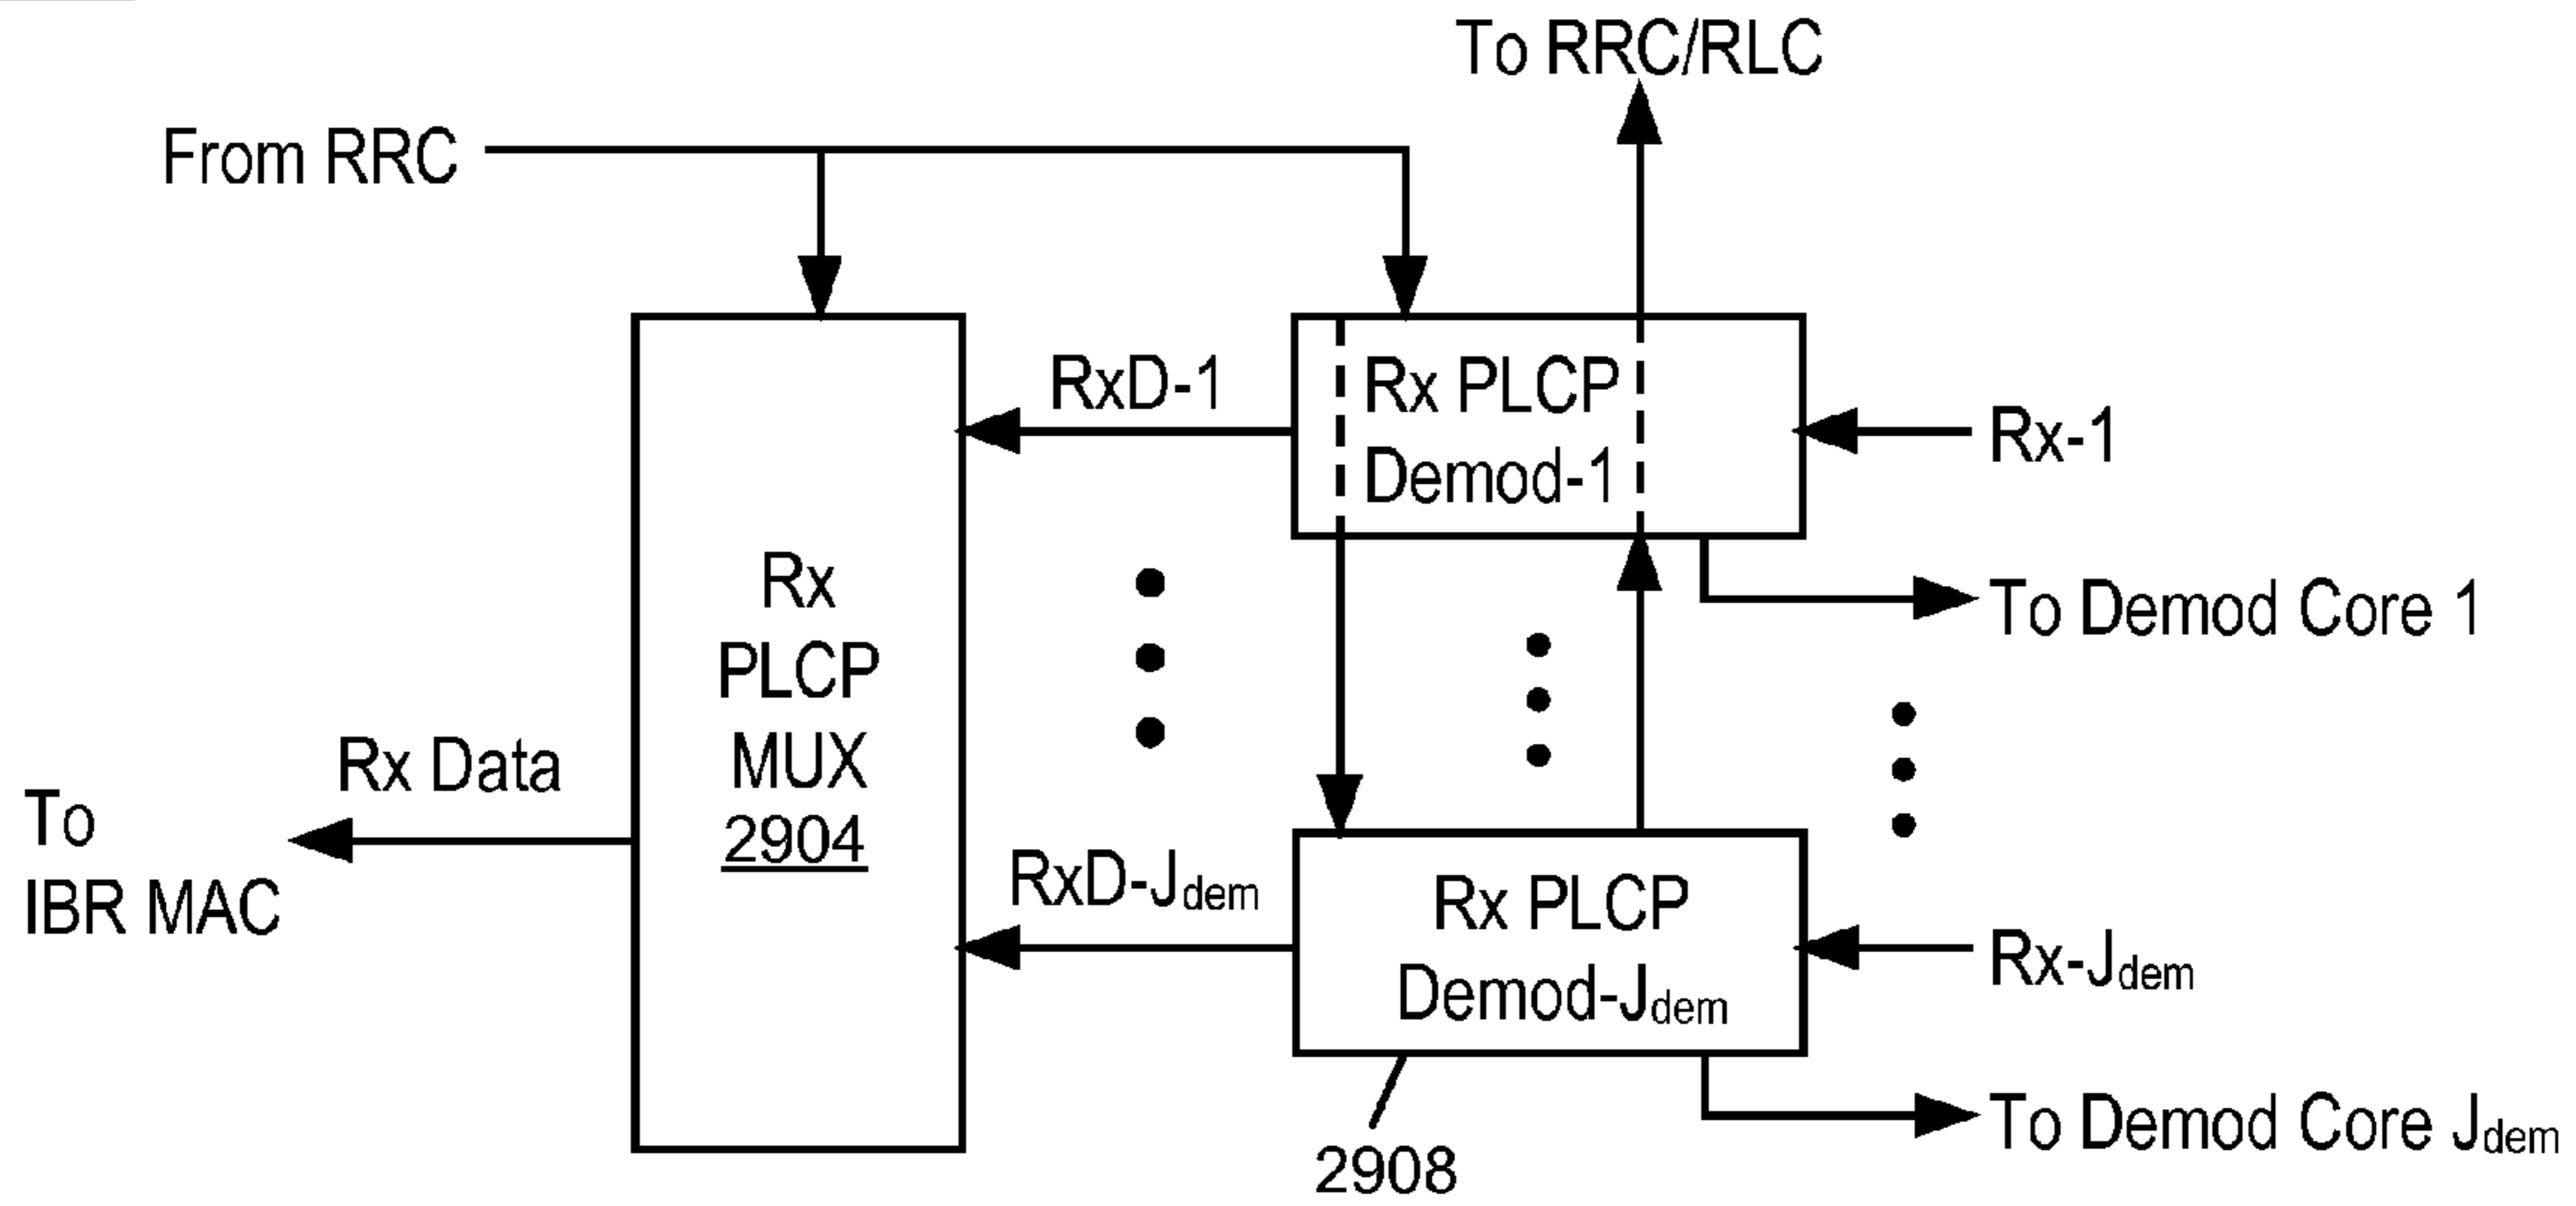 To RRC/RLC
From RRC
RxD-1
Rx PLCP
Demod-1
Rx-1
To Demod Core 1
Rx
PLCP
MUX
2904
Rx Data
To
IBR MAC
RxD-Jdem
Rx PLCP
Demod-Jdem
Rx-Jdem
To Demod Core Jdem
2908